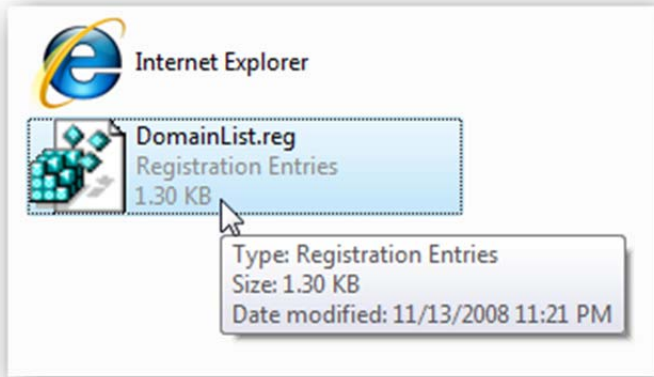 Internet Explorer
DomainList.reg
Registration Entries
1.30 KB
Type: Registration Entries
Size: 1.30 KB
Date modified: 11/13/2008 11:21 PM